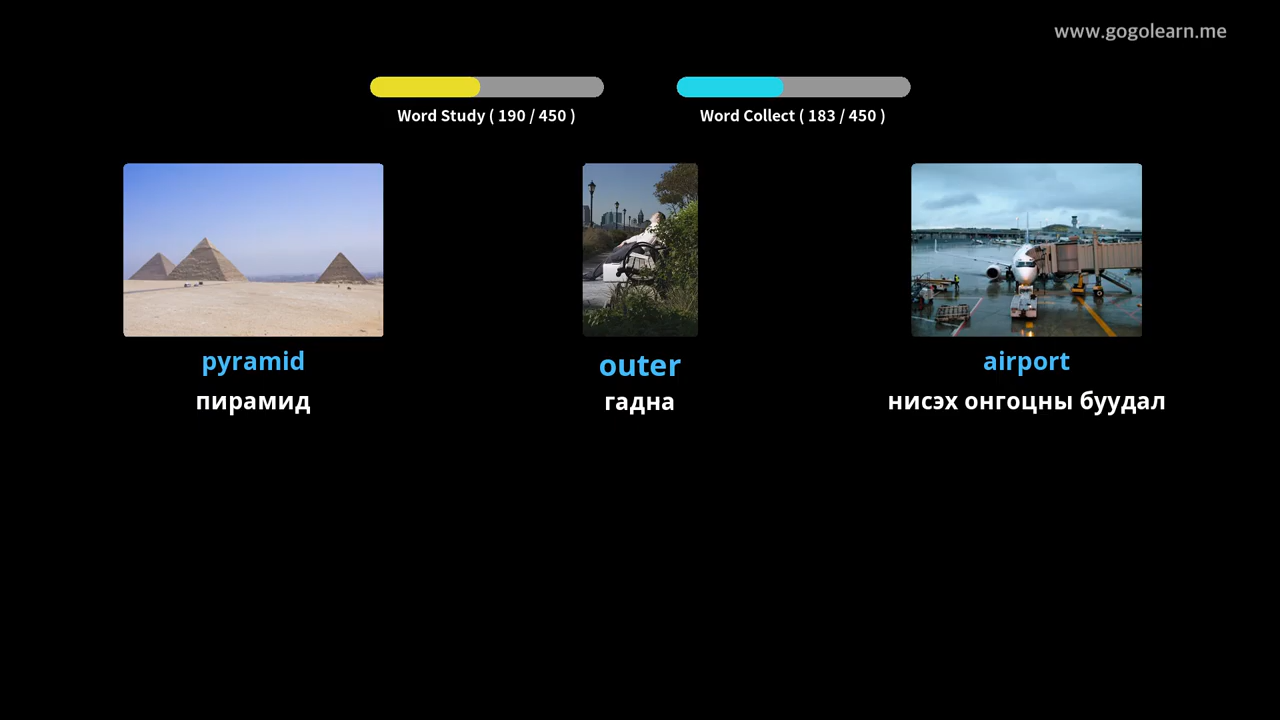 www.gogolearn.me
Word Study ( 190 / 450 )
Word Collect ( 183 / 450 )
pyramid
пирамид
outer
гадна
airport
нисэх онгоцны буудал